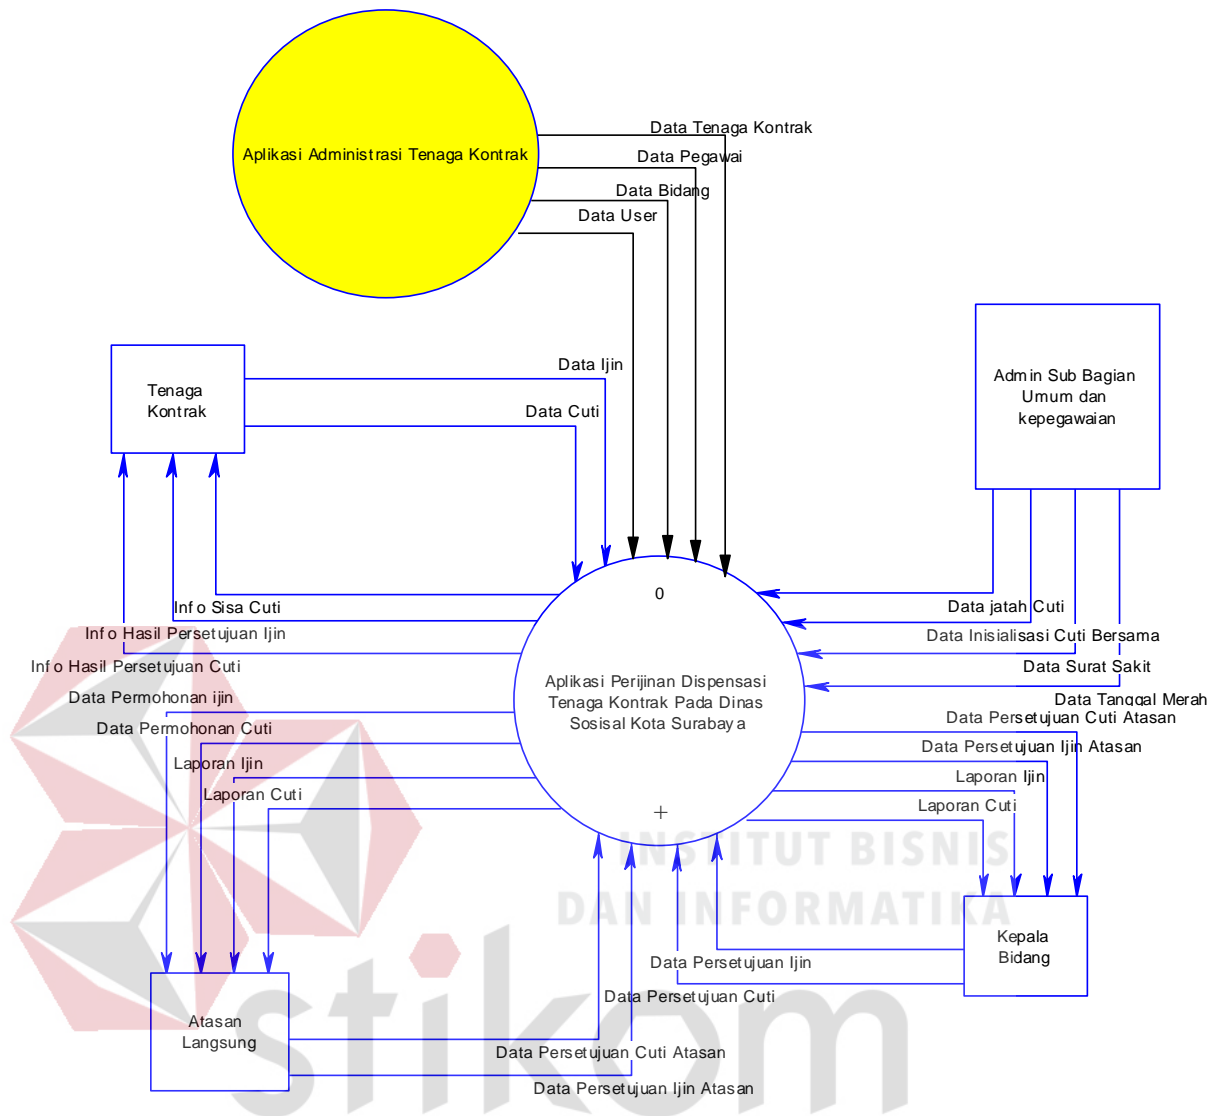 Data Tenaga Kontrak
Aplikasi Administrasi Tenaga Kontrak
Data Pegawai
Data Bidang
Data User
Data Ijin
Tenaga
Kontrak
Data Cuti
Admin Sub Bagian
Umum dan
kepegawaian
0
Info Sisa Cuti
Data jatah Cuti
Info Hasil Persetujuan Ijin
Data Inisialisasi Cuti Bersama
Info Hasil Persetujuan Cuti
Data Surat Sakit
Aplikasi Perijinan Dispensasi
Tenaga Kontrak Pada Dinas
Sosisal Kota Surabaya
Data Permohonan ijin
Data Tanggal Merah
Data Permohonan Cuti
Data Persetujuan Cuti Atasan
Laporan Ijin
Data Persetujuan Ijin Atasan
Laporan Cuti
Laporan Ijin
Laporan Cuti
+
INSTITUT BISNIS
DAN INFORMATIKA
Kepala
Bidang
Data Persetujuan Ijin
Data Persetujuan Cuti
Atasan
Langsung
stikom
Data Persetujuan Cuti Atasan
Data Persetujuan Ijin Atasan